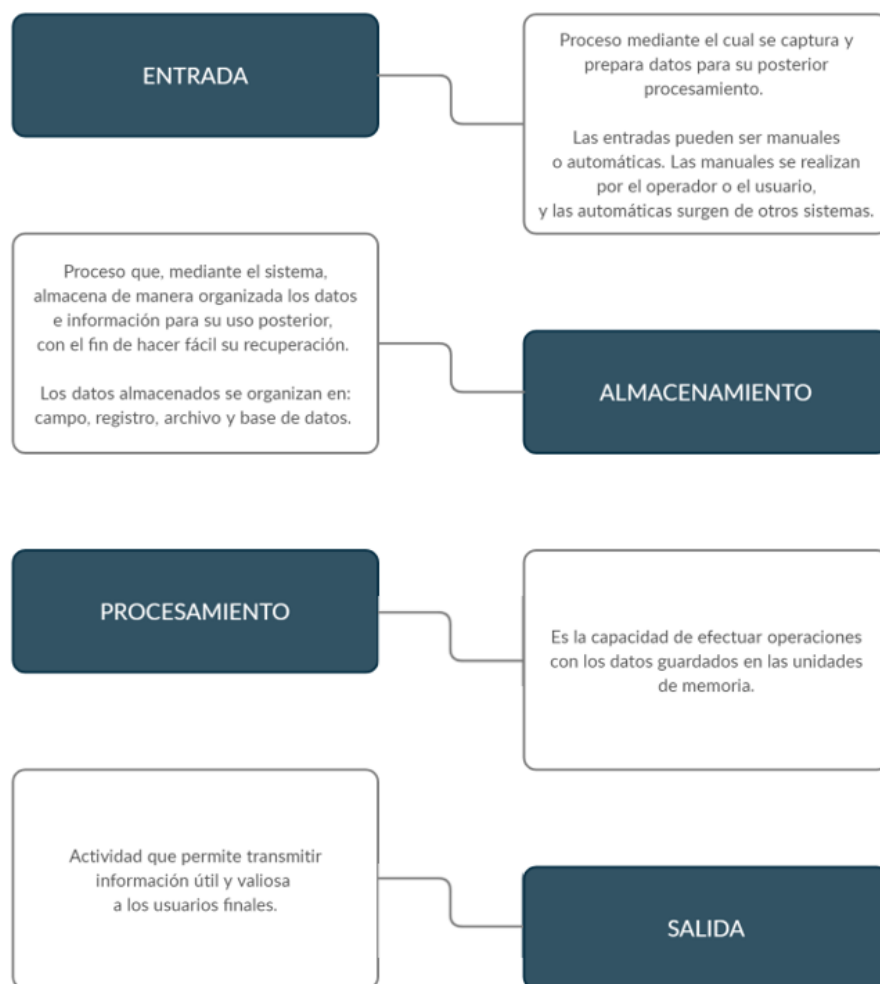 ENTRADA
Proceso mediante el cual se captura y
prepara datos para su posterior
procesamiento.
Las entradas pueden ser manuales
o automáticas. Las manuales se realizan
por el operador o el usuario,
y las automáticas surgen de otros sistemas.
Proceso que, mediante el sistema,
almacena de manera organizada los datos
e información para su uso posterior,
con el fin de hacer fácil su recuperación.
Los datos almacenados se organizan en:
campo, registro, archivo y base de datos.
ALMACENAMIENTO
PROCESAMIENTO
Es la capacidad de efectuar operaciones
con los datos guardados en las unidades
de memoria.
Actividad que permite transmitir
información útil y valiosa
a los usuarios finales.
SALIDA